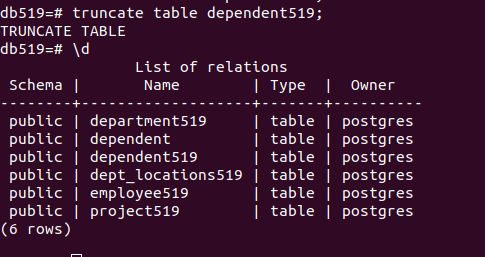 db519=# truncate table dependent519;
TRUNCATE TABLE
db519=# \d
List of relations
Schema | Name | Type | Owner
--------+-------------------+-------+----------
public | department519 | table | postgres
public | dependent | table | postgres
public | dependent519 | table | postgres
public | dept_locations519 | table | postgres
public | employee519 | table | postgres
public | project519 | table | postgres
(6 rows)